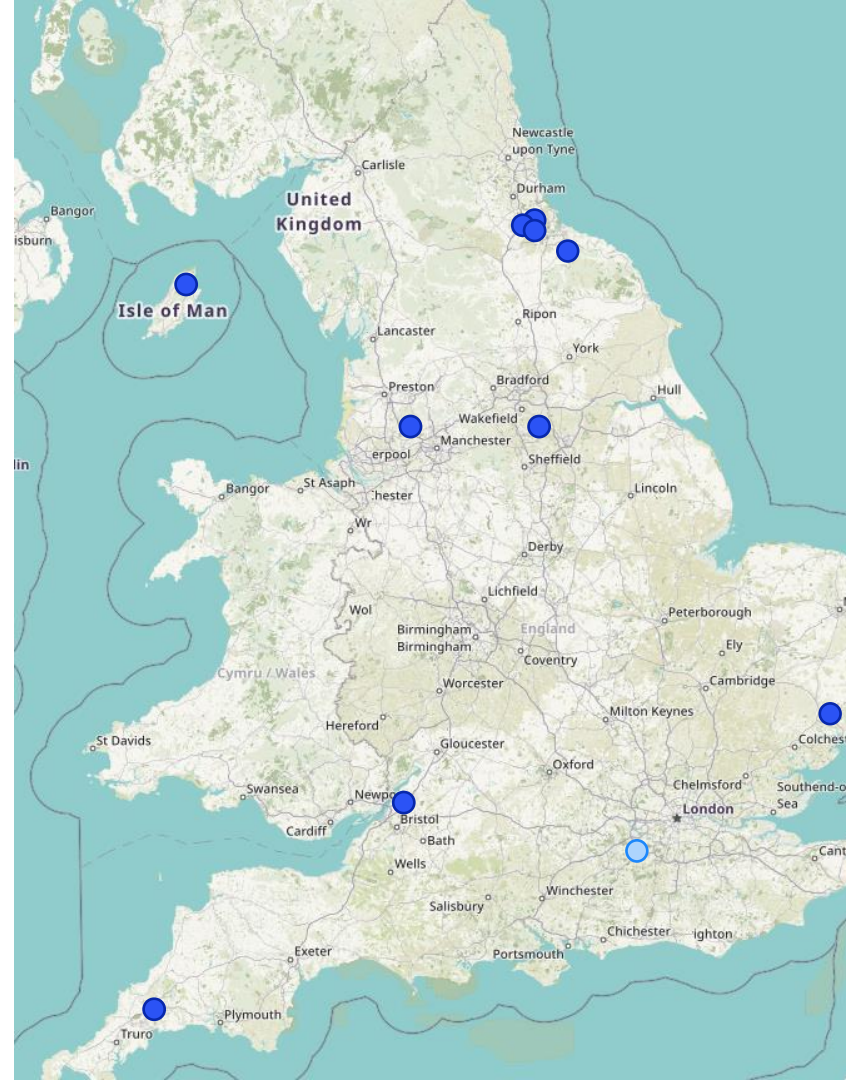 Newcastle
upon Tyne
Carlisle
Durham
United
Kingdom
Bangor
isburn
Isle of Man
Ripon
Lancaster
York
Bradford
Preston
Hull
Wakefield
Manchester
erpool
Sheffield
lin
St Asaph
Bangor
Lincoln
:hester
Wr
Derby
Lichfield
Wol
Peterborough
Birmingham
England
Birmingham
Ely
Coventry
Cymru / Wales
Cambridge
Worcester
Milton Keynes
Hereford
St Davids
Colchest
Gloucester
Oxford
Chelmsford
Swansea
Newpo
Southend-o
Sea
London
Bristol
Cardiff
Bath
Cant
Wells
Winchester
Salisbury
Chichester
ighton
Portsmouth
Exeter
Plymouth
Truro